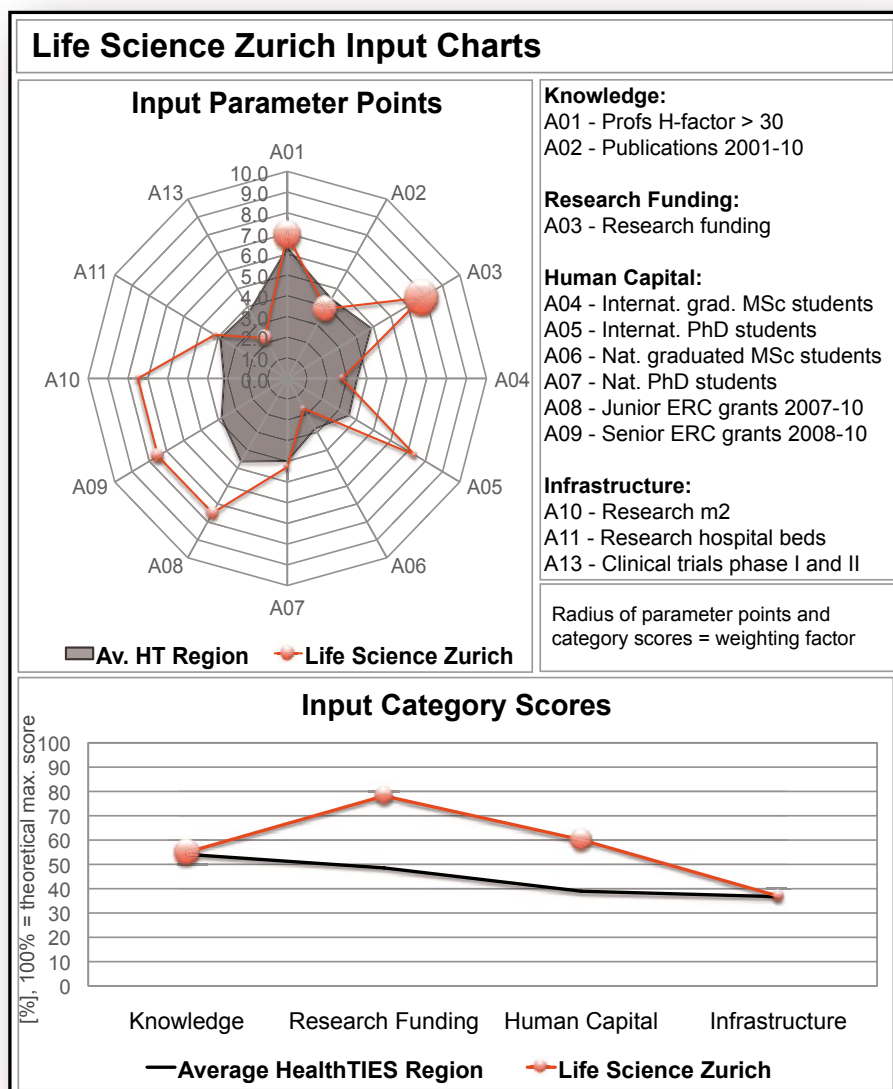 Life Science Zurich Input Charts
Input Parameter Points
A01
A02
A03
A04
A05
A06
A07
A08
A09
A10
A11
A13
10.0
9.0
8.0
7.0
6.0
5.0
4.0
3.0
2.0
1.0
0.0
Av. HT Region
Life Science Zurich
Knowledge:
A01 - Profs H-factor > 30
A02 - Publications 2001-10
Research Funding:
A03 - Research funding
Human Capital:
A04 - Internat. grad. MSc students
A05 - Internat. PhD students
A06 - Nat. graduated MSc students
A07 - Nat. PhD students
A08 - Junior ERC grants 2007-10
A09 - Senior ERC grants 2008-10
Infrastructure:
A10 - Research m2
A11 - Research hospital beds
A13 - Clinical trials phase I and II
Radius of parameter points and
category scores = weighting factor
Input Category Scores
[%], 100% = theoretical max. score
100
90
80
70
60
50
40
30
20
10
0
Knowledge
Research Funding
Human Capital
Infrastructure
Average HealthTIES Region
Life Science Zurich